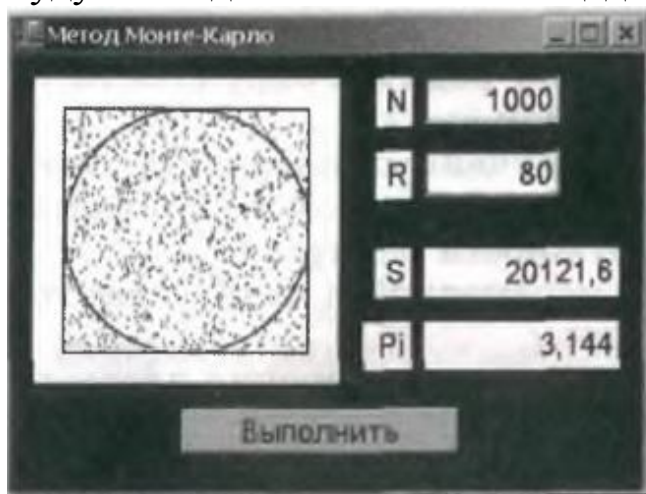 Метод Монте-Карло
N 1000
R 80
S 20121,6
Pi 3,144
Выполнить